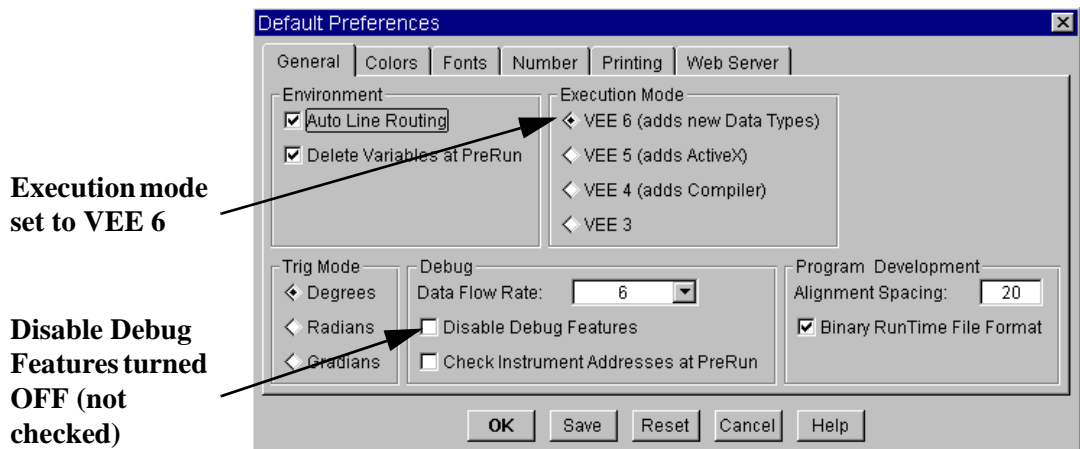 Default Preferences
General Colors Fonts Number Printing Web Server
Environment
Auto Line Routing
Delete Variables at PreRun
Execution Mode
VEE 6 (adds new Data Types)
VEE 5 (adds ActiveX)
VEE 4 (adds Compiler)
VEE 3
Execution mode
set to VEE 6
Trig Mode
Degrees
Radians
Gradians
Debug
Data Flow Rate: 6
Disable Debug Features
Check Instrument Addresses at PreRun
Program Development
Alignment Spacing: 20
Binary RunTime File Format
Disable Debug
Features turned
OFF (not
checked)
OK Save Reset Cancel Help